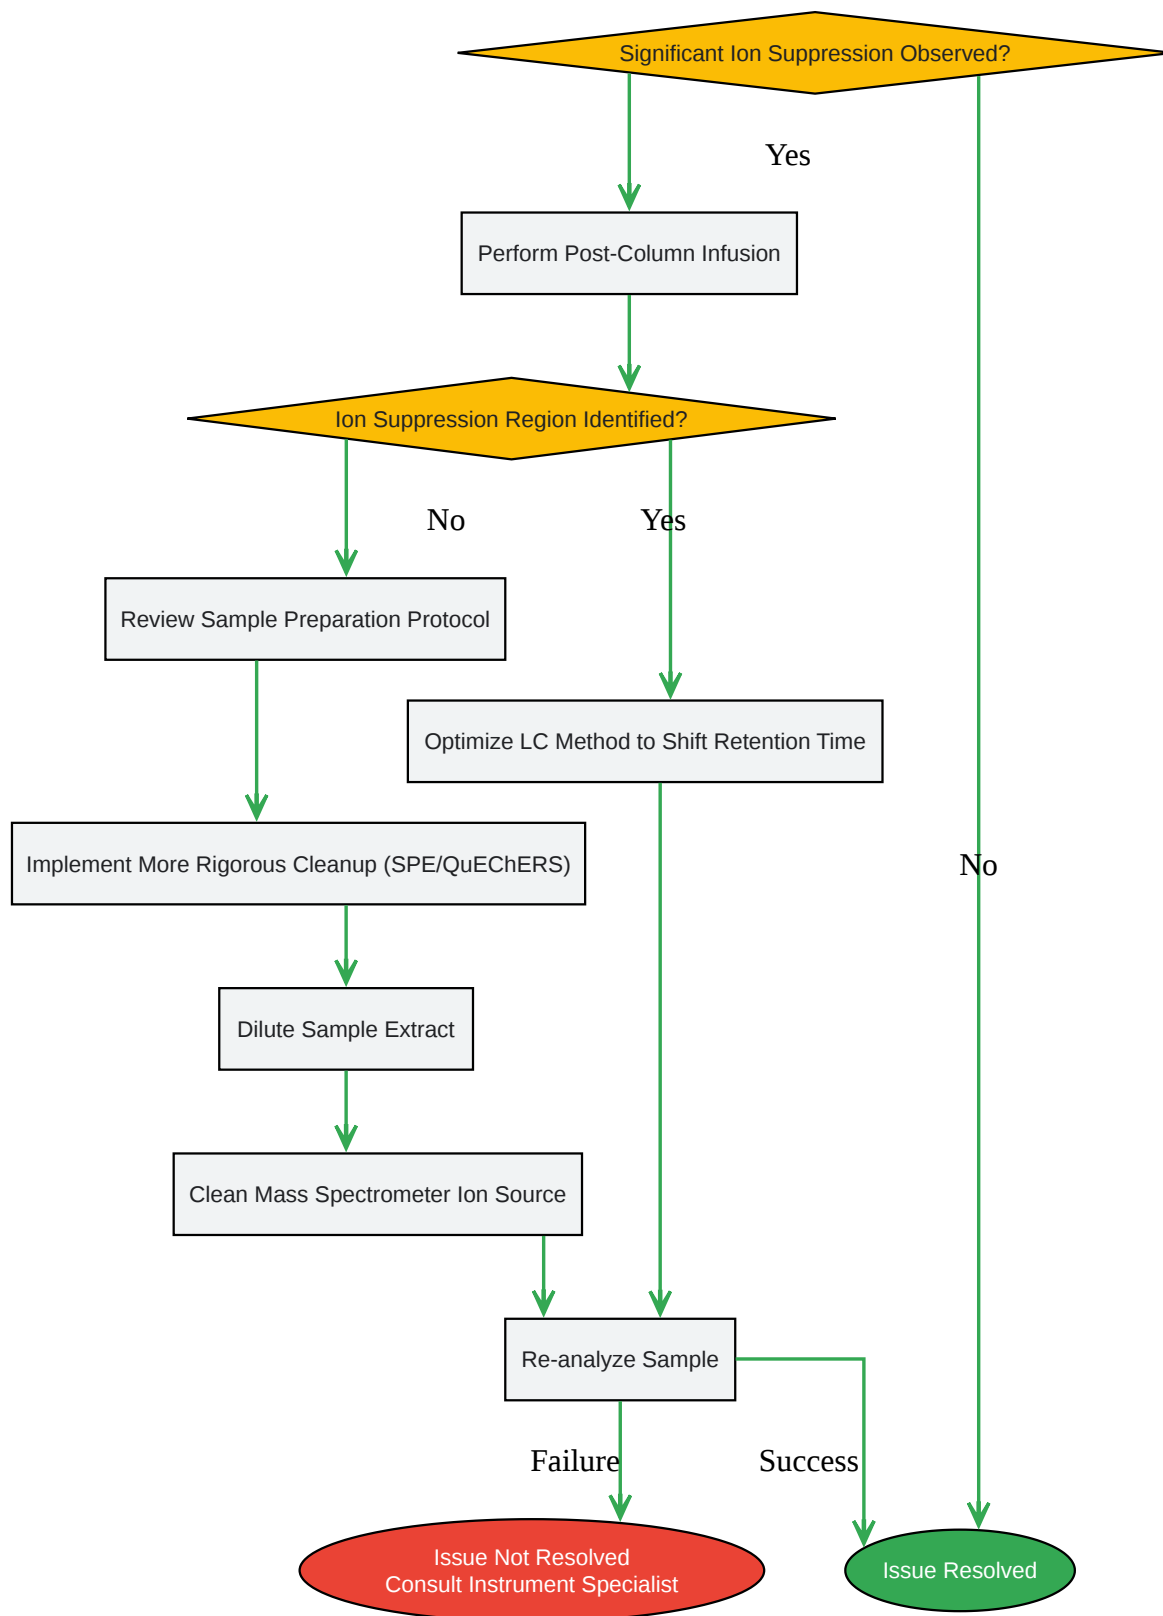 Significant Ion Suppression Observed?
Yes
Perform Post-Column Infusion
Ion Suppression Region Identified?
No
Yes
Review Sample Preparation Protocol
Optimize LC Method to Shift Retention Time
Implement More Rigorous Cleanup (SPE/QuEChERS)
No
Dilute Sample Extract
Clean Mass Spectrometer Ion Source
Re-analyze Sample
Failure
Success
Issue Not Resolved
Consult Instrument Specialist
Issue Resolved